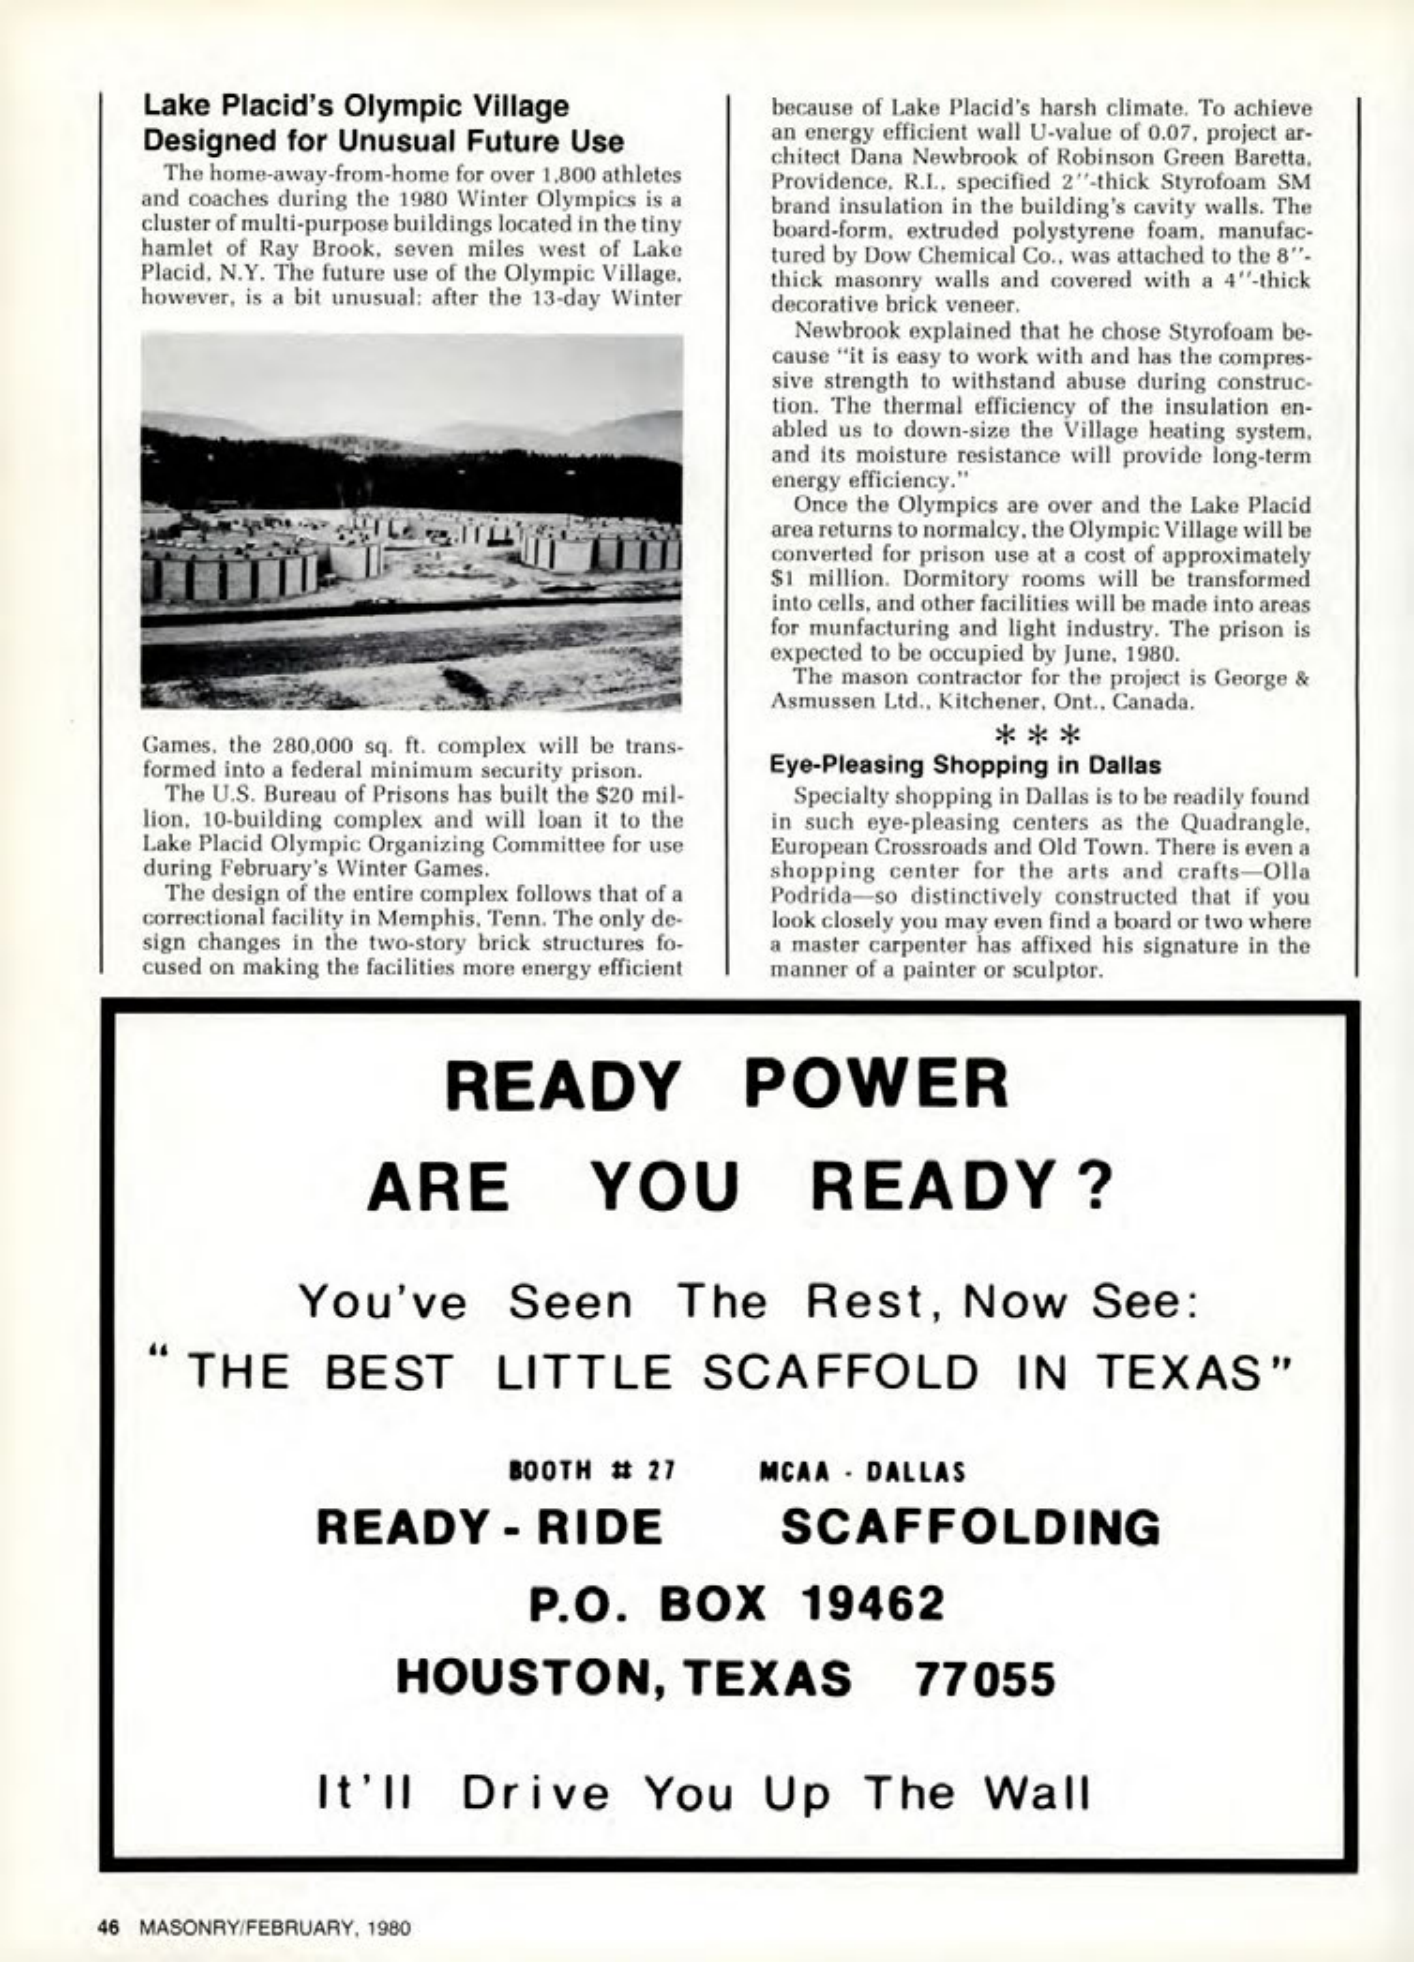 Lake Placid's Olympic Village
Designed for Unusual Future Use
The home-away-from-home for over 1,800 athletes
and coaches during the 1980 Winter Olympics is a
cluster of multi-purpose buildings located in the tiny
hamlet of Ray Brook, seven miles west of Lake
Placid, N.Y. The future use of the Olympic Village,
however, is a bit unusual: after the 13-day Winter
Games, the 280,000 sq. ft. complex will be trans-
formed into a federal minimum security prison.
The U.S. Bureau of Prisons has built the $20 mil-
lion, 10-building complex and will loan it to the
Lake Placid Olympic Organizing Committee for use
during February's Winter Games.
The design of the entire complex follows that of a
correctional facility in Memphis, Tenn. The only de-
sign changes in the two-story brick structures fo-
cused on making the facilities more energy efficient
because of Lake Placid's harsh climate. To achieve
an energy efficient wall U-value of 0.07, project ar-
chitect Dana Newbrook of Robinson Green Baretta,
Providence, R.I., specified 2''-thick Styrofoam SM
brand insulation in the building's cavity walls. The
board-form, extruded polystyrene foam, manufac-
tured by Dow Chemical Co., was attached to the 8''-
thick masonry walls and covered with a 4''-thick
decorative brick veneer.
Newbrook explained that he chose Styrofoam be-
cause "it is easy to work with and has the compres-
sive strength to withstand abuse during construc-
tion. The thermal efficiency of the insulation en-
abled us to down-size the Village heating system,
and its moisture resistance will provide long-term
energy efficiency."
Once the Olympics are over and the Lake Placid
area returns to normalcy, the Olympic Village will be
converted for prison use at a cost of approximately
$1 million. Dormitory rooms will be transformed
into cells, and other facilities will be made into areas
for munfacturing and light industry. The prison is
expected to be occupied by June, 1980.
The mason contractor for the project is George &
Asmussen Ltd., Kitchener, Ont., Canada.
* * *
Eye-Pleasing Shopping in Dallas
Specialty shopping in Dallas is to be readily found
in such eye-pleasing centers as the Quadrangle,
European Crossroads and Old Town. There is even a
shopping center for the arts and crafts—Olla
Podrida—so distinctively constructed that if you
look closely you may even find a board or two where
a master carpenter has affixed his signature in the
manner of a painter or sculptor.
READY POWER
ARE YOU READY?
You've Seen The Rest, Now See:
"THE BEST LITTLE SCAFFOLD IN TEXAS"
BOOTH # 27 MCAA - DALLAS
READY-RIDE SCAFFOLDING
P.O. BOX 19462
HOUSTON, TEXAS 77055
It'll Drive You Up The Wall
46 MASONRY/FEBRUARY, 1980